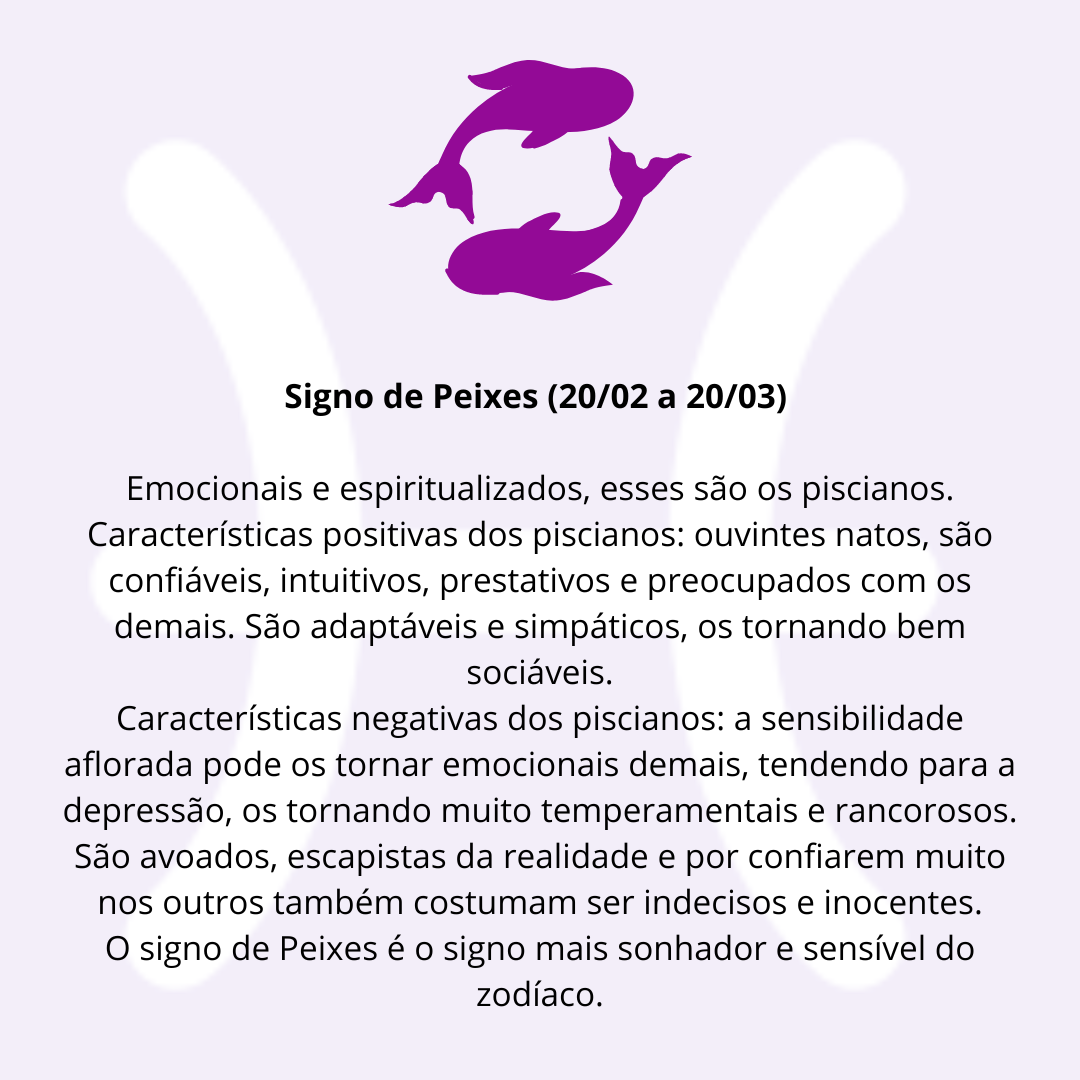 Signo de Peixes (20/02 a 20/03)
Emocionais e espiritualizados, esses são os piscianos.
Características positivas dos piscianos: ouvintes natos, são
confiáveis, intuitivos, prestativos e preocupados com os
demais. São adaptáveis e simpáticos, os tornando bem
sociáveis.
Características negativas dos piscianos: a sensibilidade
aflorada pode os tornar emocionais demais, tendendo para a
depressão, os tornando muito temperamentais e rancorosos.
São avoados, escapistas da realidade e por confiarem muito
nos outros também costumam ser indecisos e inocentes.
O signo de Peixes é o signo mais sonhador e sensível do
zodíaco.